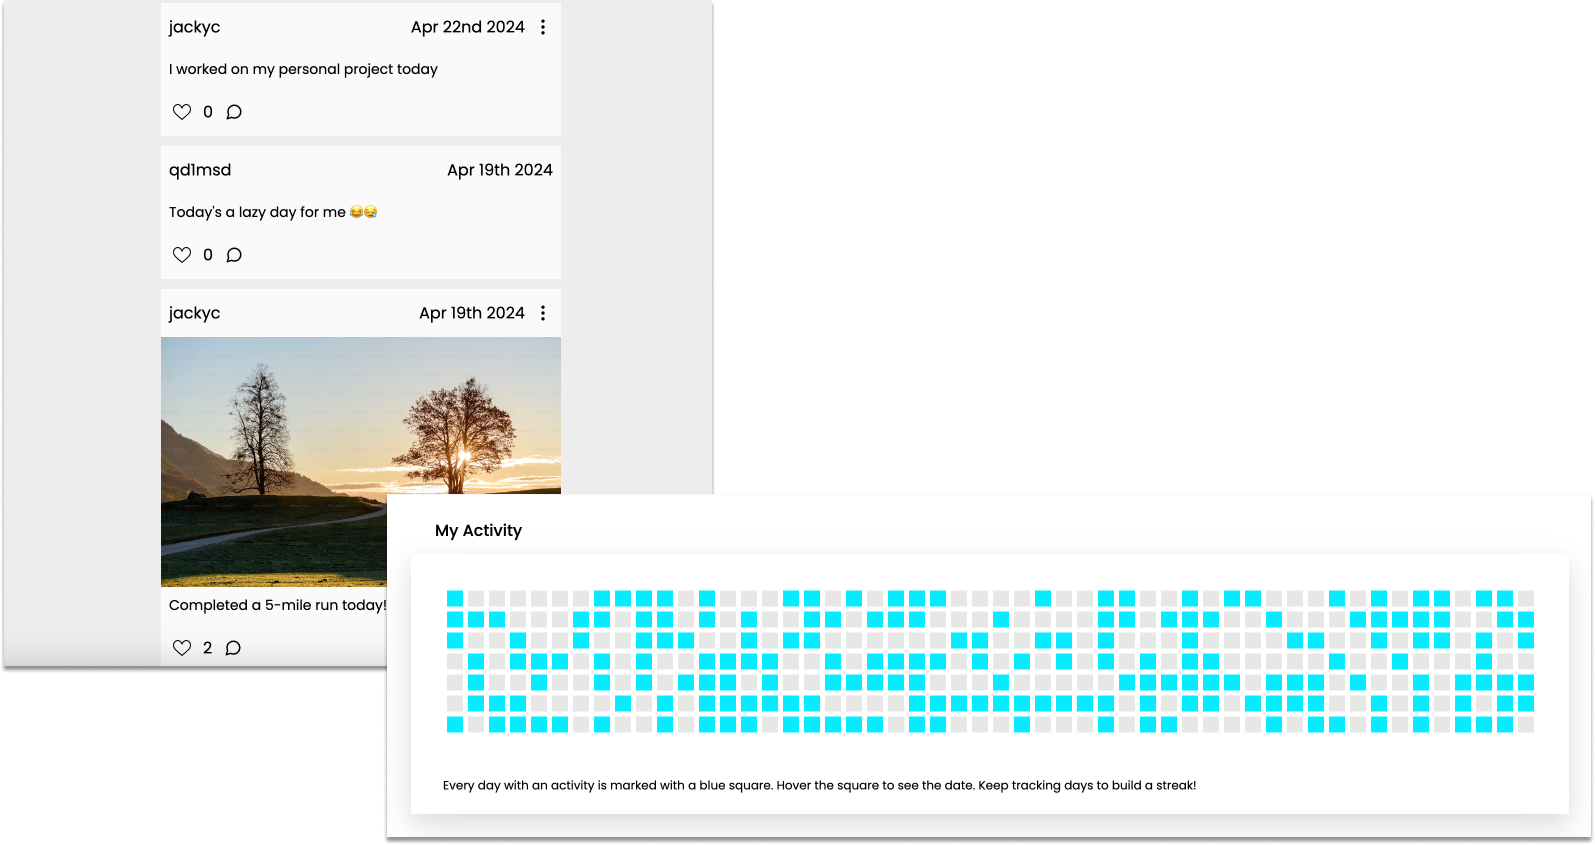 jackyc Apr 22nd 2024
I worked on my personal project today
0
qd1msd Apr 19th 2024
Today's a lazy day for me 😂😪
0
jackyc Apr 19th 2024
Completed a 5-mile run today!
2
My Activity
Every day with an activity is marked with a blue square. Hover the square to see the date. Keep tracking days to build a streak!